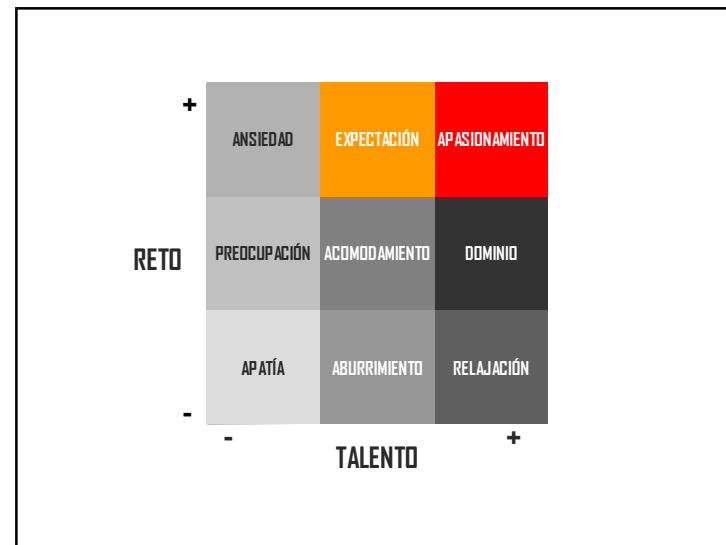 +
ANSIEDAD EXPECTACIÓN APASIONAMIENTO
RETO PREOCUPACIÓN ACOMODAMIENTO DOMINIO
APATÍA ABURRIMIENTO RELAJACIÓN
-
- +
TALENTO